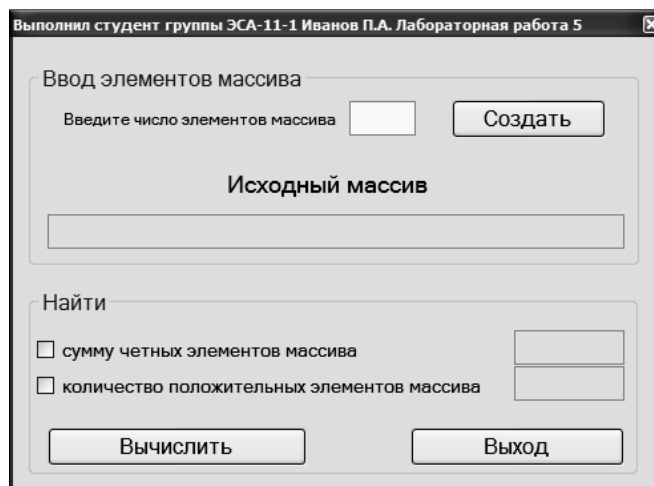 Выполнил студент группы ЭСА-11-1 Иванов П.А. Лабораторная работа 5
Ввод элементов массива
Введите число элементов массива
Создать
Исходный массив
Найти
сумму четных элементов массива
количество положительных элементов массива
Вычислить
Выход